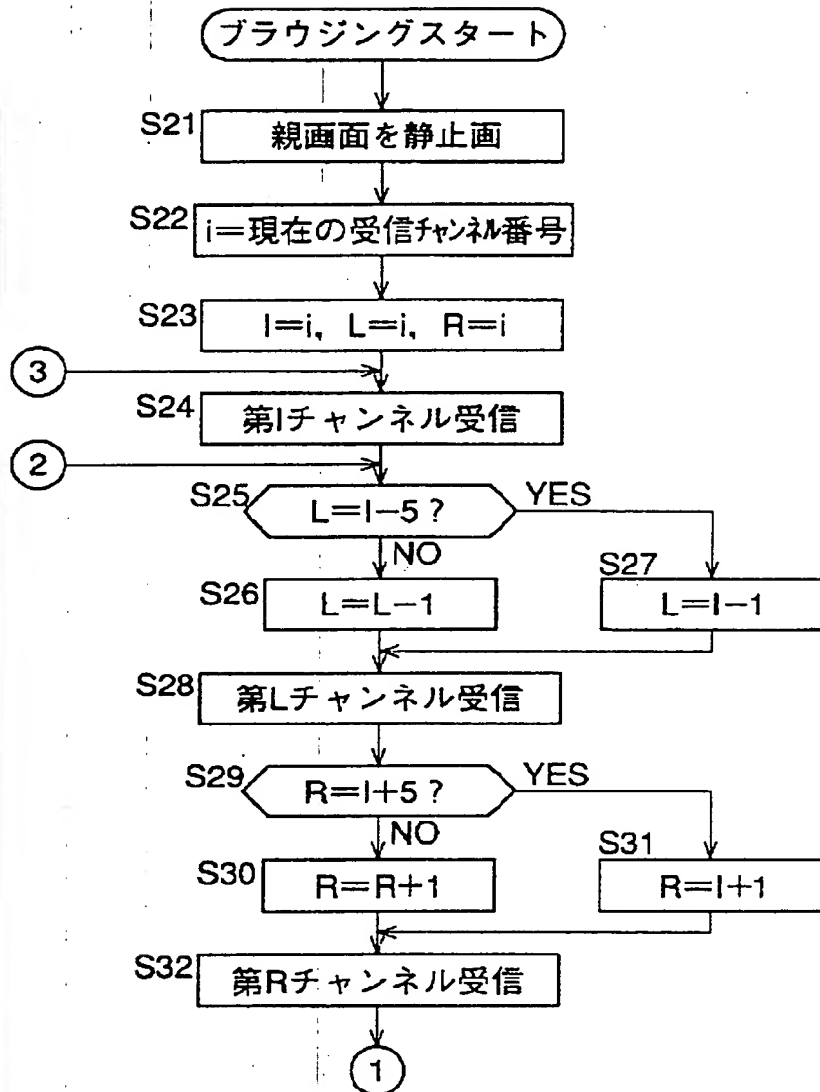 ブラウジングスタート
S21
親画面を静止画
S22
i=現在の受信チャンネル番号
S23
I=i, L=i, R=i
3
S24
第Iチャンネル受信
2
S25
L=I-5?
YES
NO
S26
L=L-1
S27
L=I-1
S28
第Lチャンネル受信
S29
R=I+5?
YES
NO
S30
R=R+1
S31
R=I+1
S32
第Rチャンネル受信
1